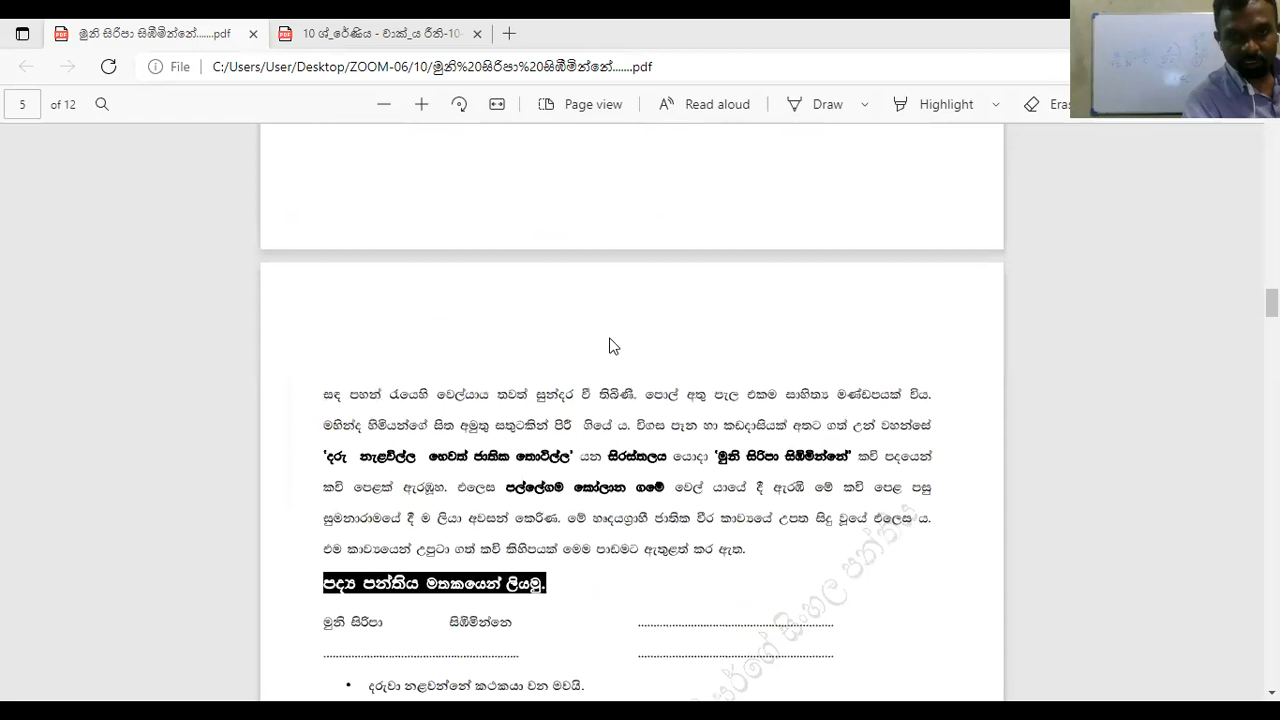 මුනි සිරිපා සිඹිමින්නේ.......pdf
10 ශ්‍රේණිය - වාක්‍ය රීති-10-
File
C:/Users/User/Desktop/ZOOM-06/10/මුනි%20සිරිපා%20සිඹිමින්නේ.......pdf
5 of 12
Page view
Read aloud
Draw
Highlight
Eras
සඳ පහන් රැයෙහි වෙල්යාය තවත් සුන්දර වී තිබිණි. පොල් අතු පැල එකම සාහිත්‍ය මණ්ඩපයක් විය.
මහින්ද හිමියන්ගේ සිත අමුතු සතුටකින් පිරී ගියේ ය. විගස පෑන හා කඩදාසියක් අතට ගත් උන් වහන්සේ
'දරු නැළවිල්ල හෙවත් ජාතික තොටිල්ල' යන සිරස්තලය යොදා 'මුනි සිරිපා සිඹිමින්නේ' කවි පදයෙන්
කවි පෙළක් ඇරඹූහ. එලෙස පල්ලේගම කෝලාන ගමේ වෙල් යායේ දී ඇරඹි මේ කවි පෙළ පසු
සුමනාරාමයේ දී ම ලියා අවසන් කෙරිණ. මේ හෘදයග්‍රාහී ජාතික වීර කාව්‍යයේ උපත සිදු වූයේ එලෙස ය.
එම කාව්‍යයෙන් උපුටා ගත් කවි කිහිපයක් මෙම පාඩමට ඇතුළත් කර ඇත.
පද්‍ය පන්තිය මතකයෙන් ලියමු.
මුනි සිරිපා සිඹිමින්නෙ ..................................................
.................................................. ..................................................
• දරුවා නළවන්නේ කථකයා වන මවයි.
සර්ගේ සිංහල පන්තිය